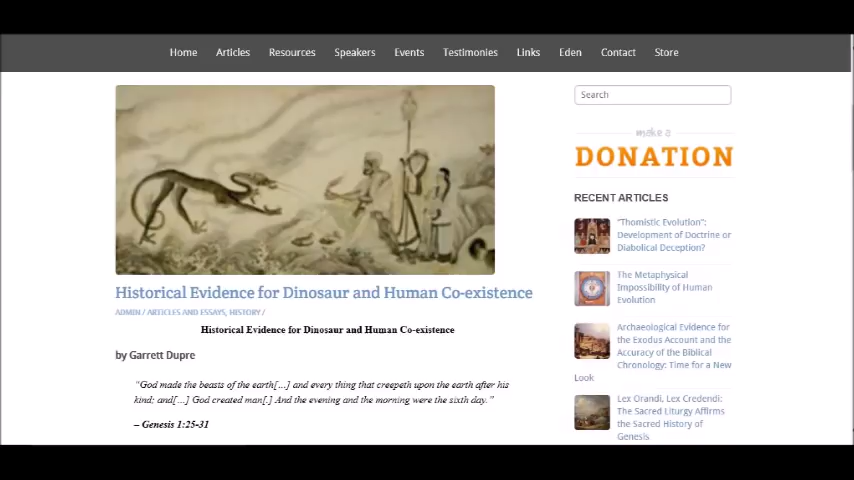 Home Articles Resources Speakers Events Testimonies Links Eden Contact Store
Search
make a
DONATION
RECENT ARTICLES
"Thomistic Evolution":
Development of Doctrine or
Diabolical Deception?
The Metaphysical
Impossibility of Human
Evolution
Archaeological Evidence for
the Exodus Account and the
Accuracy of the Biblical
Chronology: Time for a New
Look
Lex Orandi, Lex Credendi:
The Sacred Liturgy Affirms
the Sacred History of
Genesis
Historical Evidence for Dinosaur and Human Co-existence
ADMIN / ARTICLES AND ESSAYS, HISTORY /
Historical Evidence for Dinosaur and Human Co-existence
by Garrett Dupre
"God made the beasts of the earth[...] and every thing that creepeth upon the earth after his
kind; and[...] God created man[.] And the evening and the morning were the sixth day."
– Genesis 1:25-31